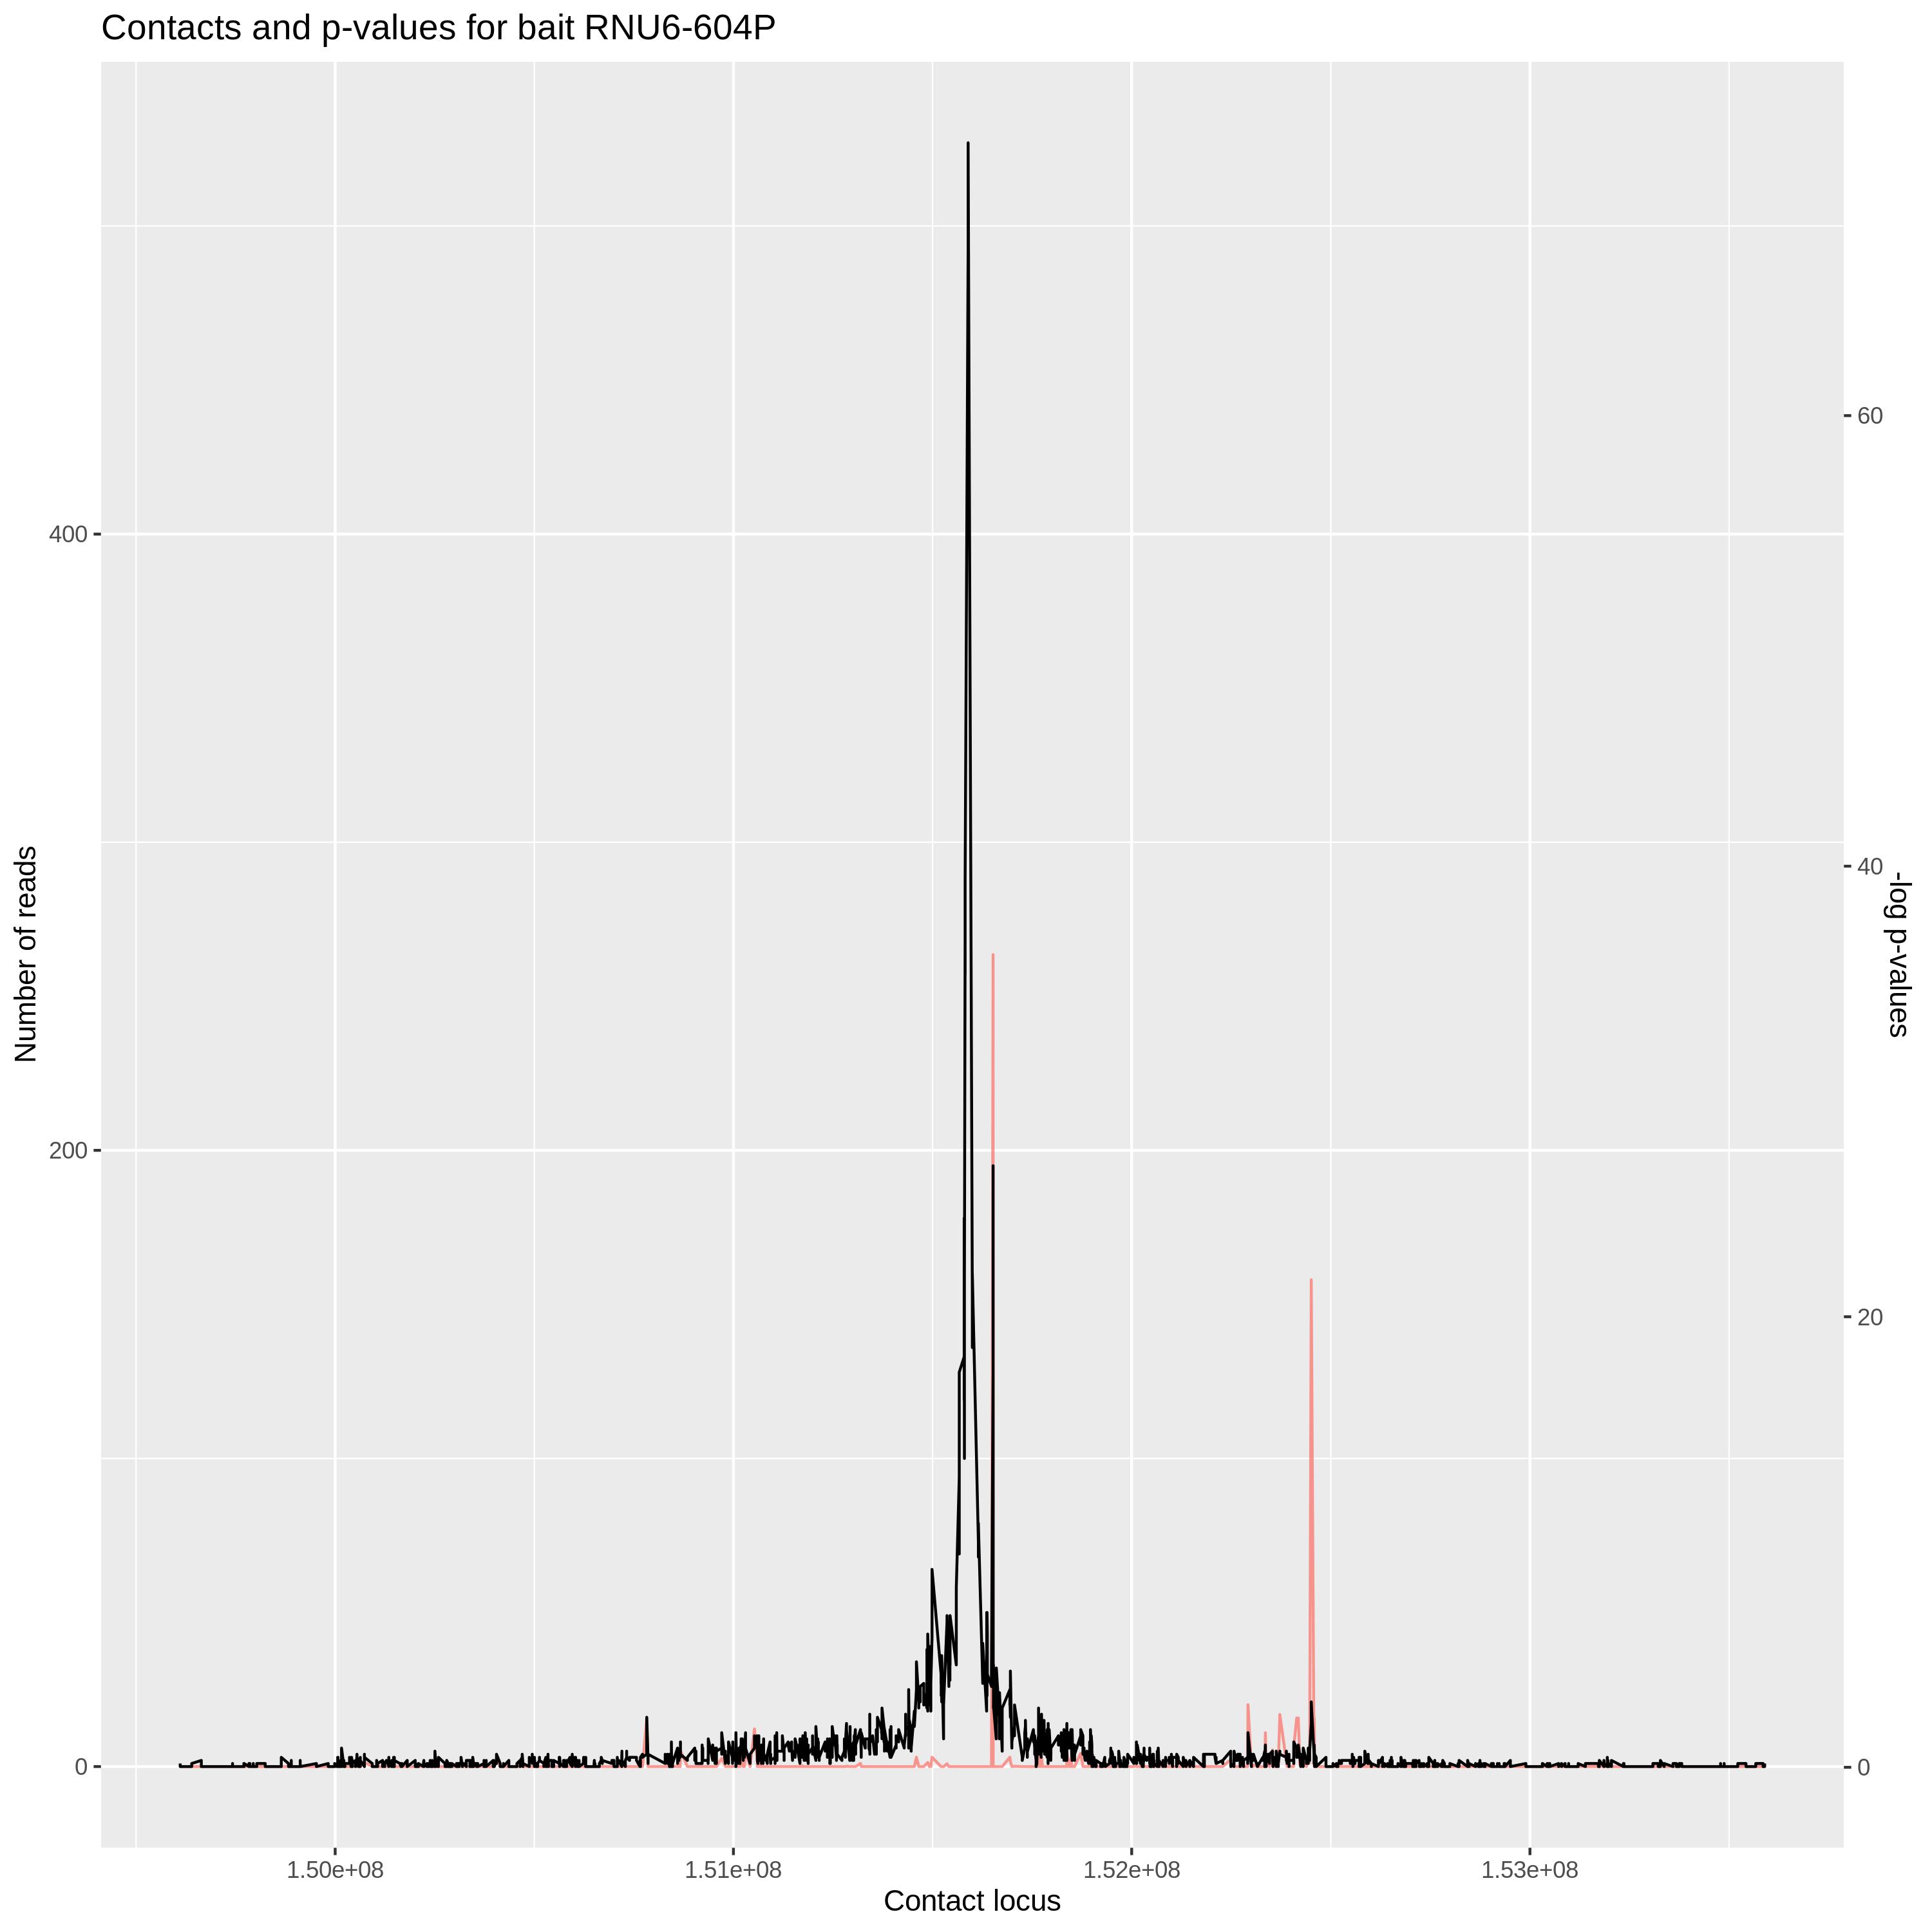 Contacts and p-values for bait RNU6-604P
Number of reads
400
200
0
60
40
20
0
-log p-values
1.50e+08
1.51e+08
1.52e+08
1.53e+08
Contact locus